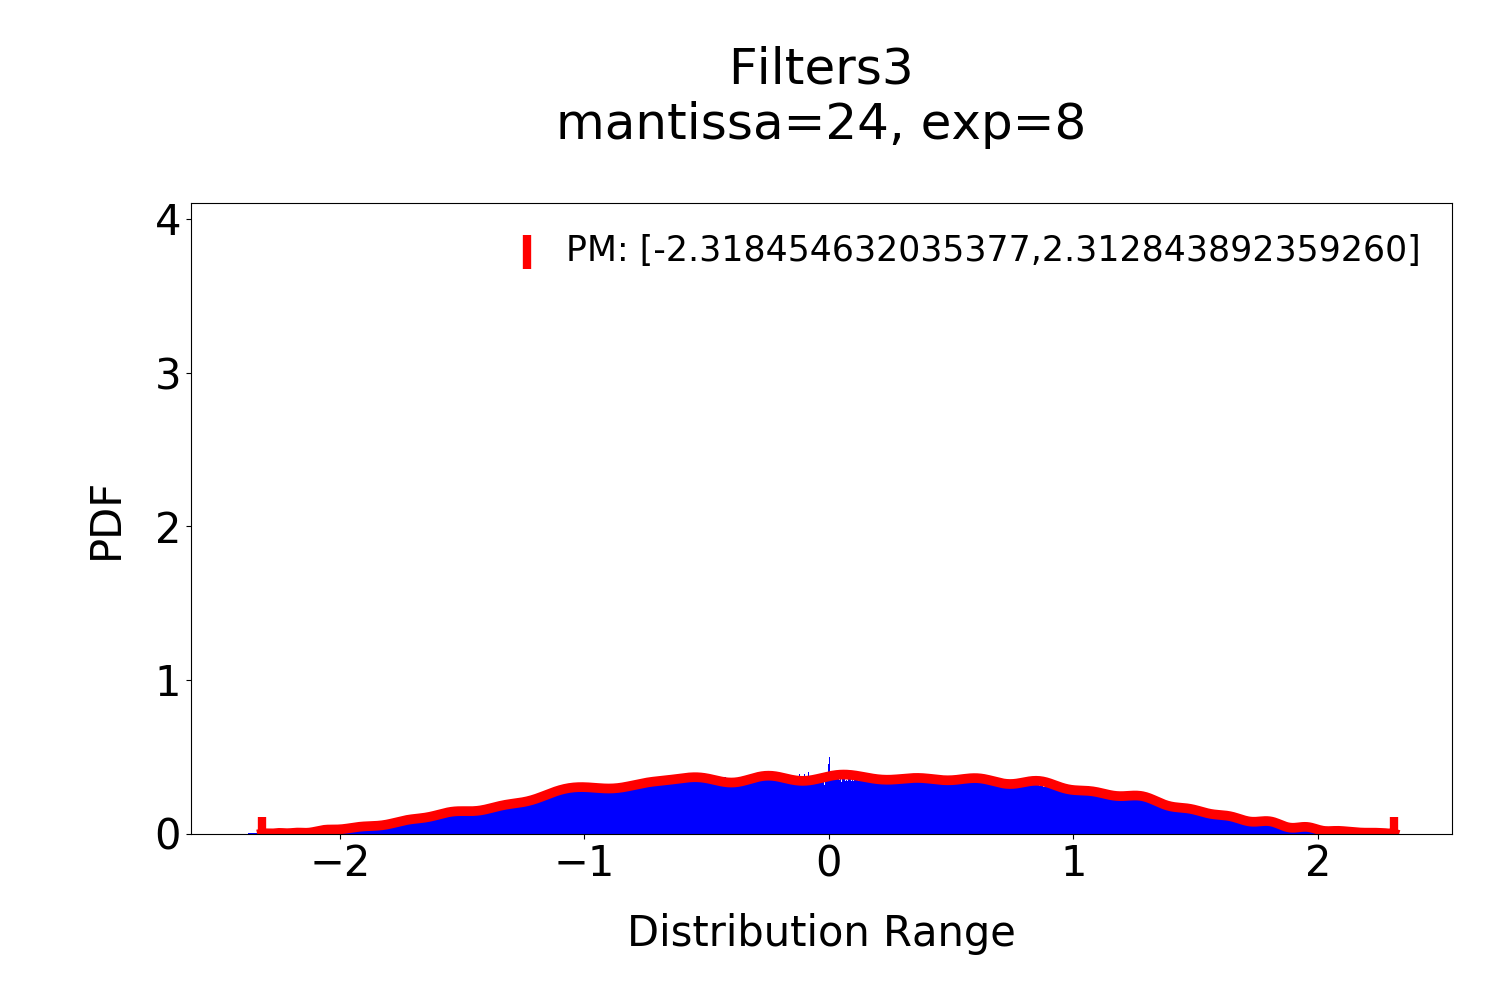 Filters3
mantissa=24, exp=8
PM: [-2.318454632035377,2.312843892359260]
4
3
2
1
0
PDF
−2
−1
0
1
2
Distribution Range